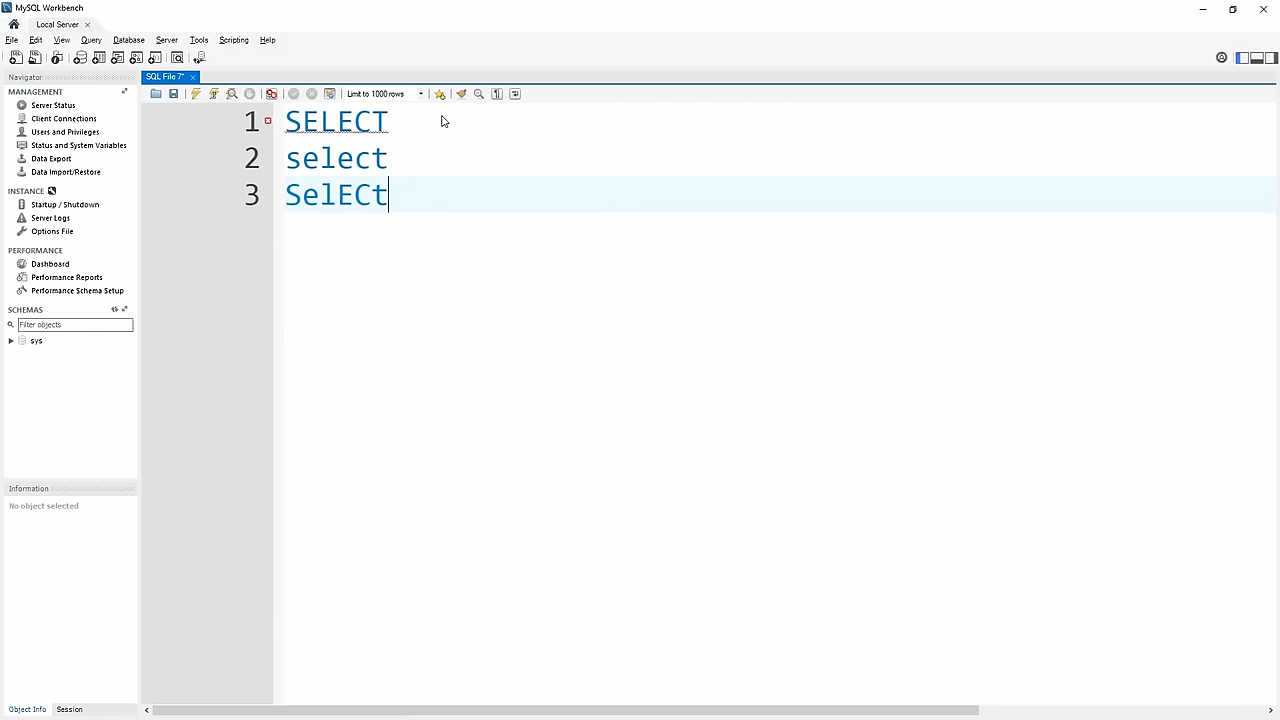 MySQL Workbench
Local Server
File Edit View Query Database Server Tools Scripting Help
Navigator
MANAGEMENT
Server Status
Client Connections
Users and Privileges
Status and System Variables
Data Export
Data Import/Restore
INSTANCE
Startup / Shutdown
Server Logs
Options File
PERFORMANCE
Dashboard
Performance Reports
Performance Schema Setup
SCHEMAS
Filter objects
sys
Information
No object selected
Object Info Session
SQL File 7*
Limit to 1000 rows
1 SELECT
2 select
3 SelECt